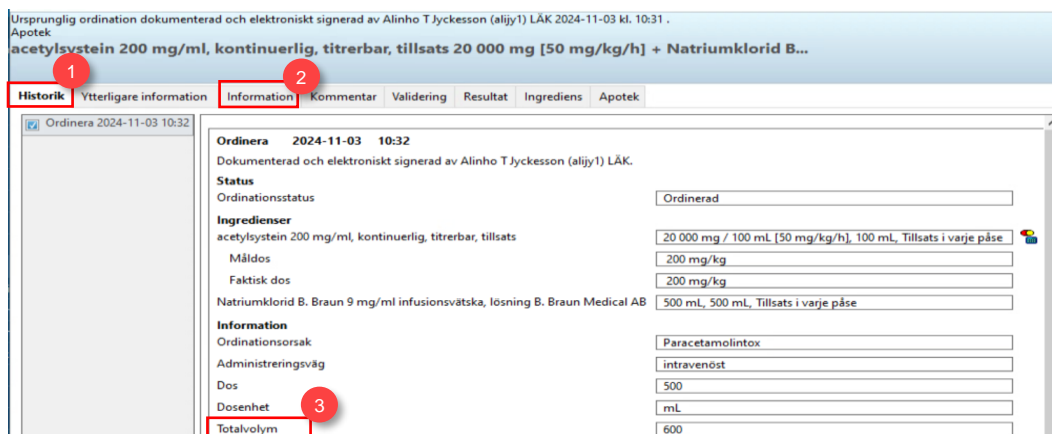 Ursprunglig ordination dokumenterad och elektroniskt signerad av Alinho T Jyckesson (alijy1) LÄK 2024-11-03 kl. 10:31 .
Apotek
acetylsystein 200 mg/ml, kontinuerlig, titrerbar, tillsats 20 000 mg [50 mg/kg/h] + Natriumklorid B...
1
2
Historik Ytterligare information Information Kommentar Validering Resultat Ingrediens Apotek
Ordinera 2024-11-03 10:32
Ordinera 2024-11-03 10:32
Dokumenterad och elektroniskt signerad av Alinho T Jyckesson (alijy1) LÄK.
Status
Ordinationsstatus Ordinerad
Ingredienser
acetylsystein 200 mg/ml, kontinuerlig, titrerbar, tillsats 20 000 mg / 100 mL [50 mg/kg/h], 100 mL, Tillsats i varje påse
Måldos 200 mg/kg
Faktisk dos 200 mg/kg
Natriumklorid B. Braun 9 mg/ml infusionsvätska, lösning B. Braun Medical AB 500 mL, 500 mL, Tillsats i varje påse
Information
Ordinationsorsak Paracetamolintox
Administreringsväg intravenöst
Dos 500
Dosenhet mL
3
Totalvolym 600